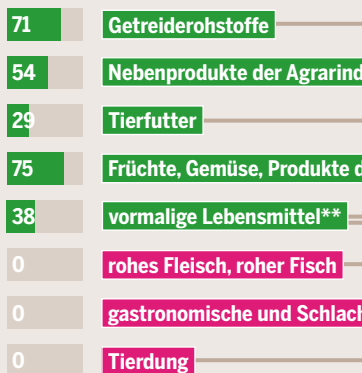 71 Getreiderohstoffe
54 Nebenprodukte der Agrarind
29 Tierfutter
75 Früchte, Gemüse, Produkte d
38 vormalige Lebensmittel**
0 rohes Fleisch, roher Fisch
0 gastronomische und Schlach
0 Tierdung